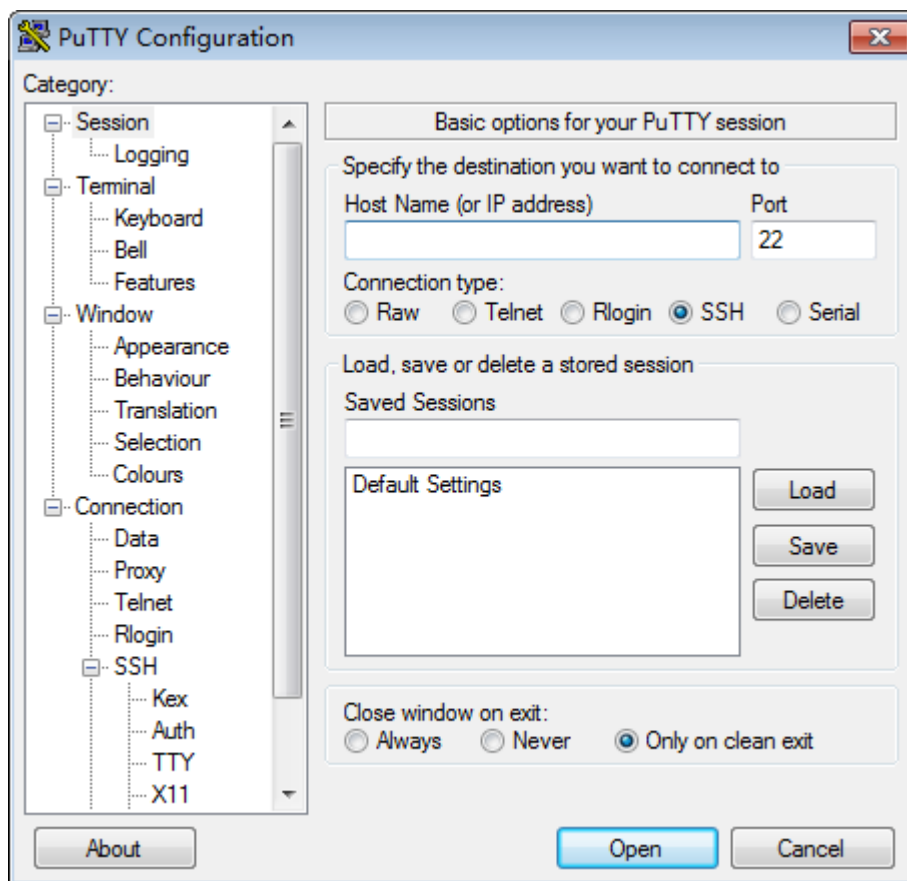 PuTTY Configuration
Category:
Session
Logging
Terminal
Keyboard
Bell
Features
Window
Appearance
Behaviour
Translation
Selection
Colours
Connection
Data
Proxy
Telnet
Rlogin
SSH
Kex
Auth
TTY
X11
Basic options for your PuTTY session
Specify the destination you want to connect to
Host Name (or IP address) Port
22
Connection type:
Raw Telnet Rlogin SSH Serial
Load, save or delete a stored session
Saved Sessions
Default Settings
Load
Save
Delete
Close window on exit:
Always Never Only on clean exit
About Open Cancel